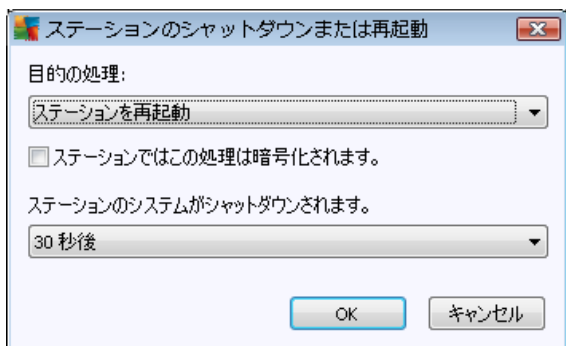 ステーションのシャットダウンまたは再起動
目的の処理:
ステーションを再起動
ステーションではこの処理は暗号化されます。
ステーションのシステムがシャットダウンされます。
30 秒後
OK
キャンセル